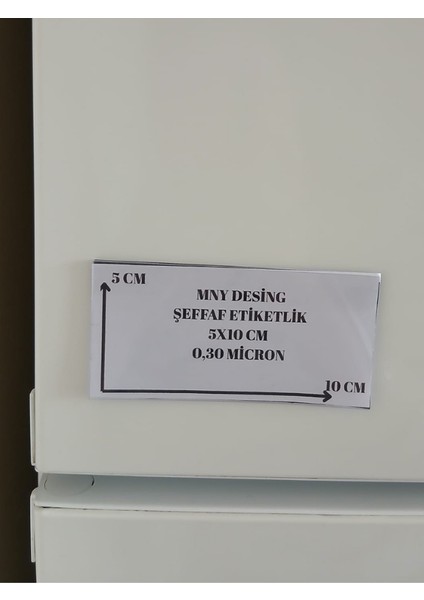 5 CM
MNY DESİNG
ŞEFFAF ETİKETLİK
5X10 CM
0,30 MİCRON
10 CM